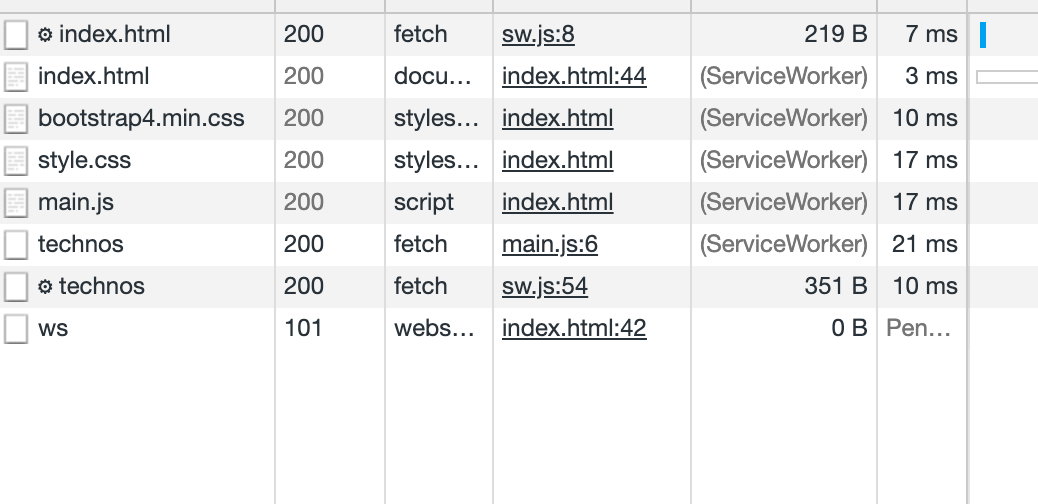 index.html 200 fetch sw.js:8 219 B 7 ms
index.html 200 docu... index.html:44 (ServiceWorker) 3 ms
bootstrap4.min.css 200 styles... index.html (ServiceWorker) 10 ms
style.css 200 styles... index.html (ServiceWorker) 17 ms
main.js 200 script index.html (ServiceWorker) 17 ms
technos 200 fetch main.js:6 (ServiceWorker) 21 ms
technos 200 fetch sw.js:54 351 B 10 ms
ws 101 webs... index.html:42 0 B Pen...